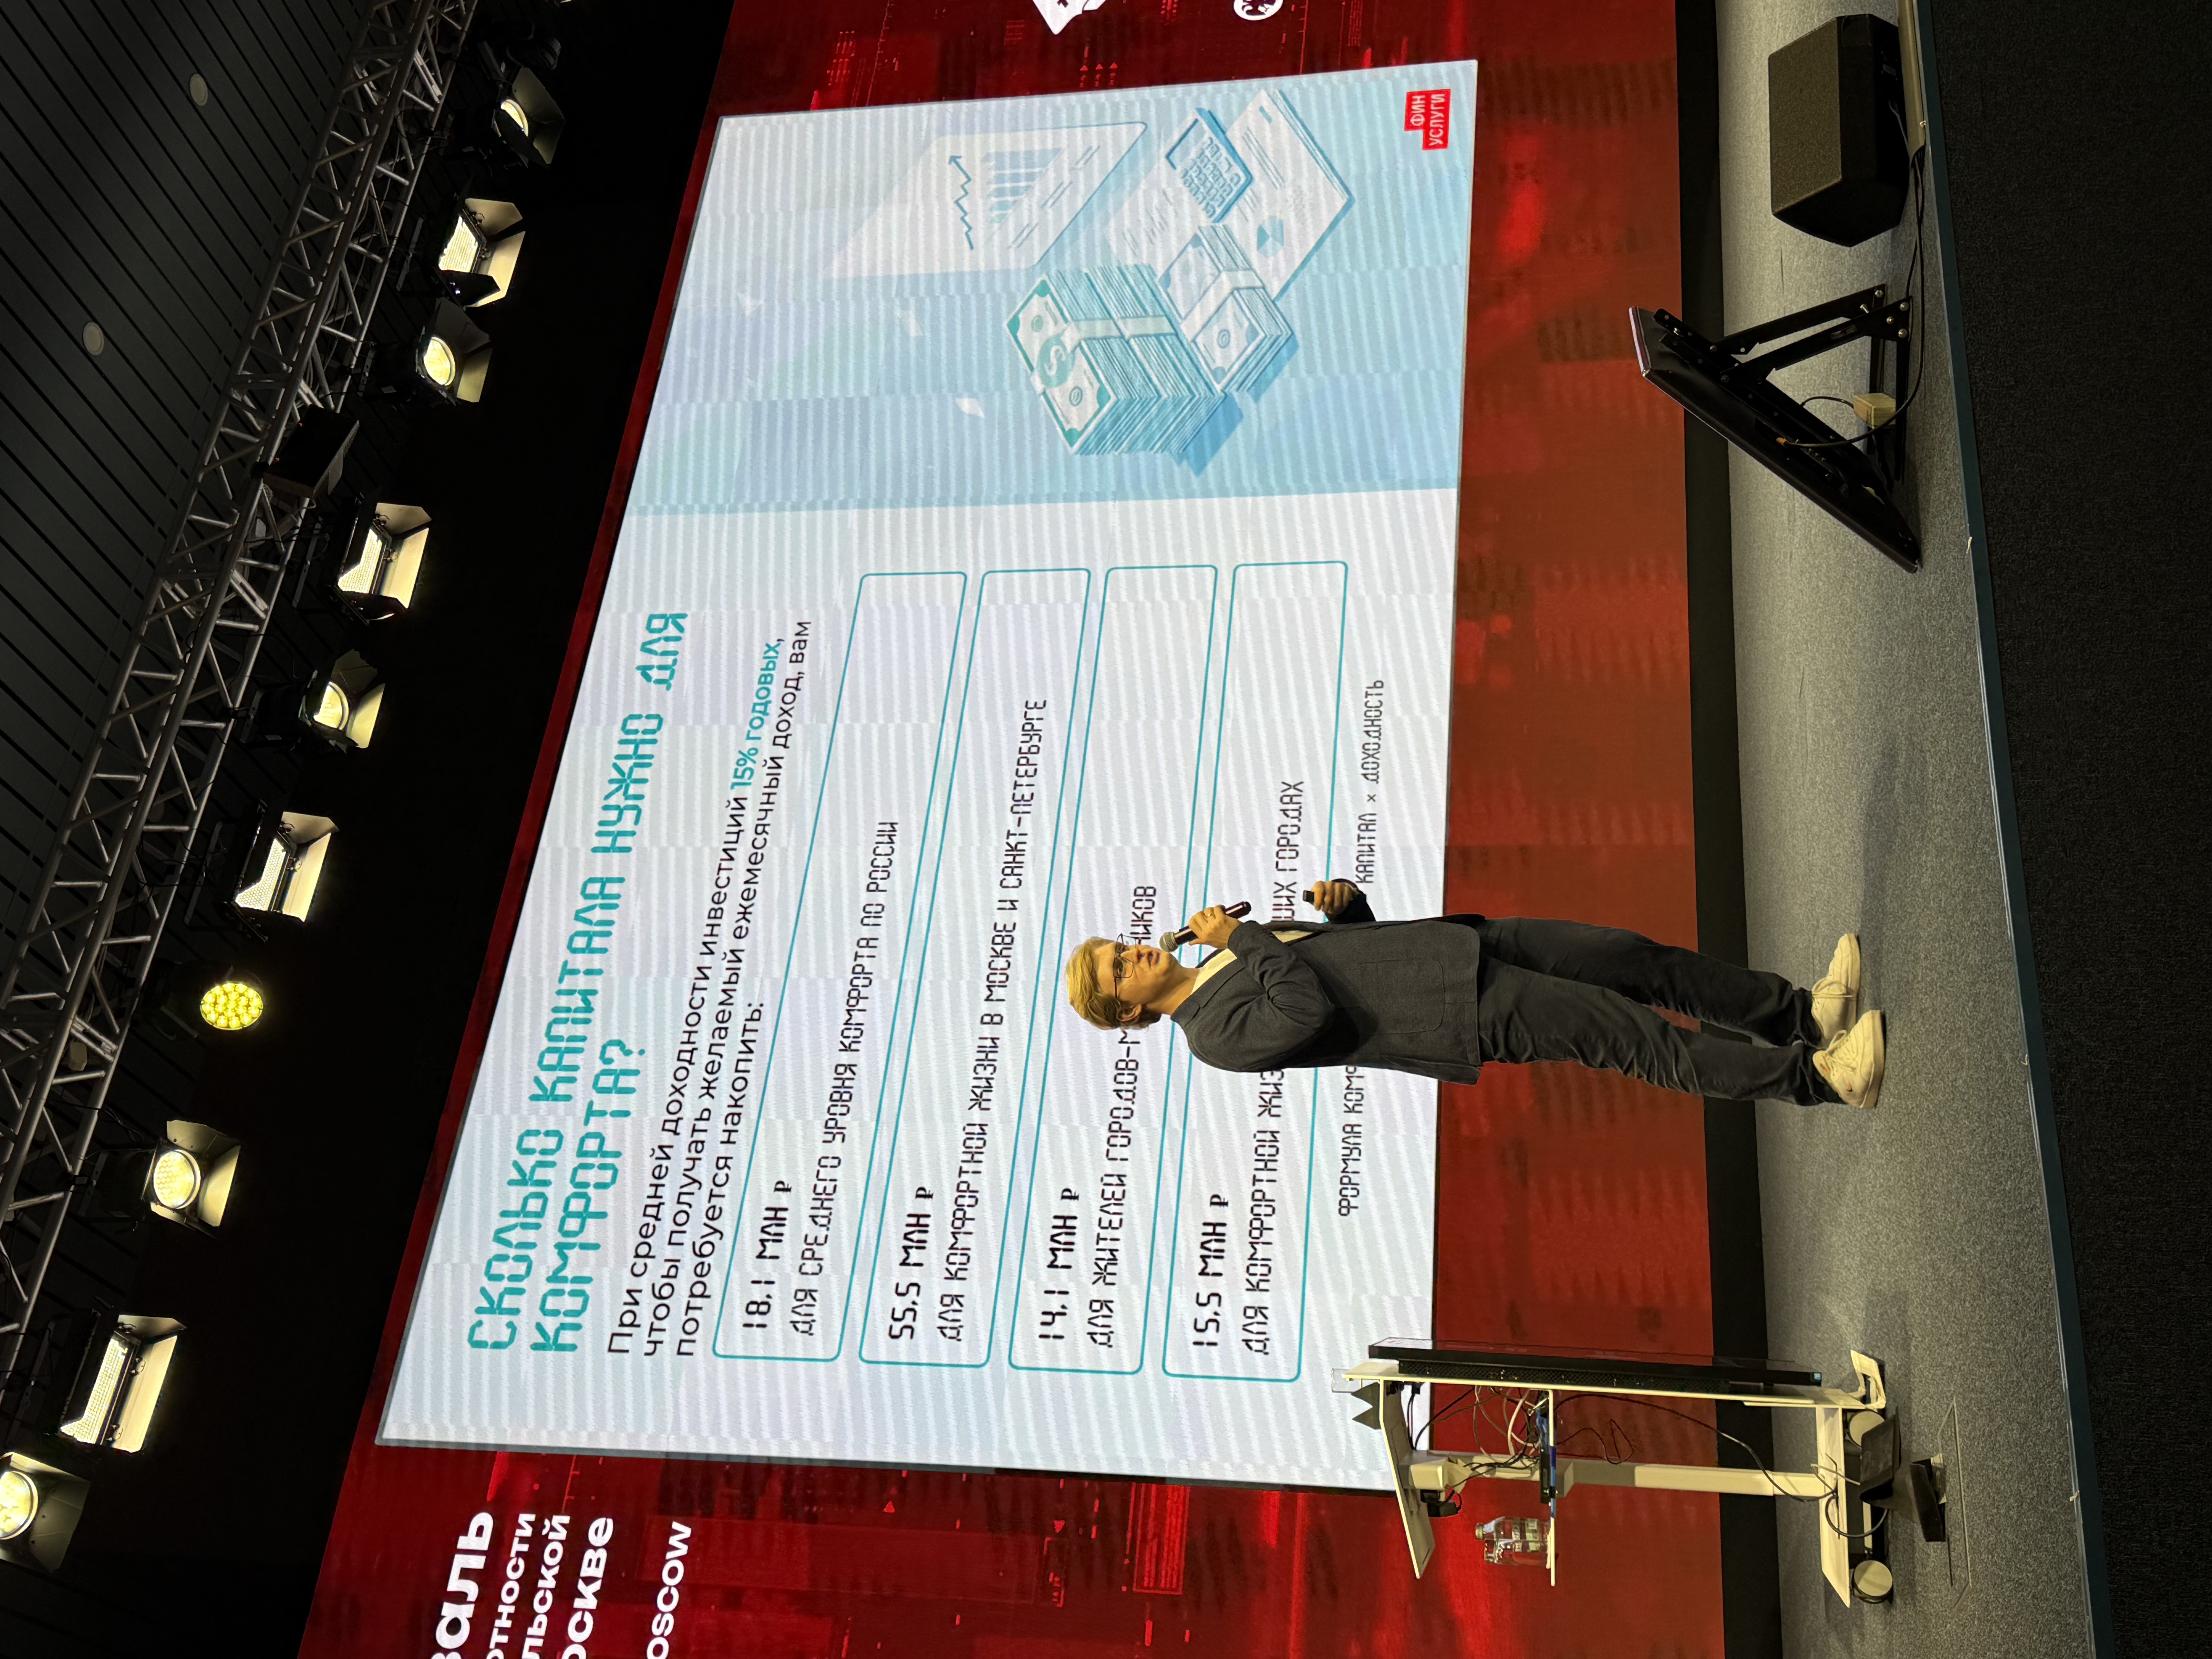 отности
льской
оскве
oscow
СКОЛЬКО КАПИТАЛА НУЖНО ДЛЯ
КОМФОРТА?
При средней доходности инвестиций 15% годовых,
чтобы получать желаемый ежемесячный доход, вам
потребуется накопить:
18,1 МЛН ₽
ДЛЯ СРЕДНЕГО УРОВНЯ КОМФОРТА ПО РОССИИ
55,5 МЛН ₽
ДЛЯ КОМФОРТНОЙ ЖИЗНИ В МОСКВЕ И САНКТ-ПЕТЕРБУРГЕ
14,1 МЛН ₽
ДЛЯ ЖИТЕЛЕЙ ГОРОДОВ-М НИКОВ
15,5 МЛН ₽
ДЛЯ КОМФОРТНОЙ ЖИЗ ШИХ ГОРОДАХ
ФОРМУЛА КОМФ КАПИТАЛ × ДОХОДНОСТЬ
ФИН
УСЛУГИ